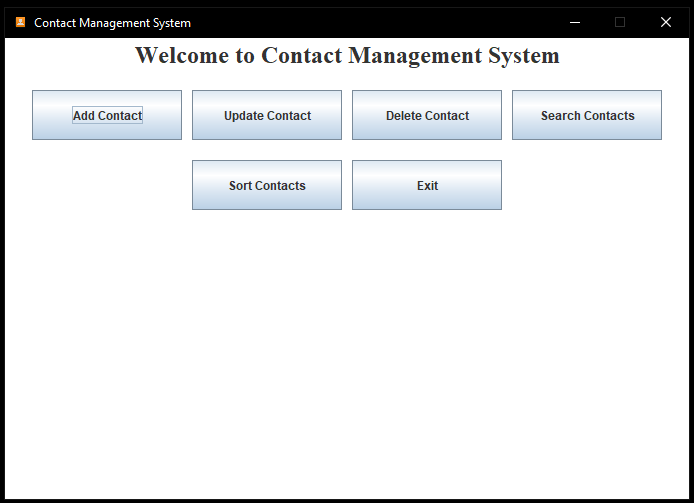 Contact Management System
Welcome to Contact Management System
Add Contact Update Contact Delete Contact Search Contacts
Sort Contacts Exit